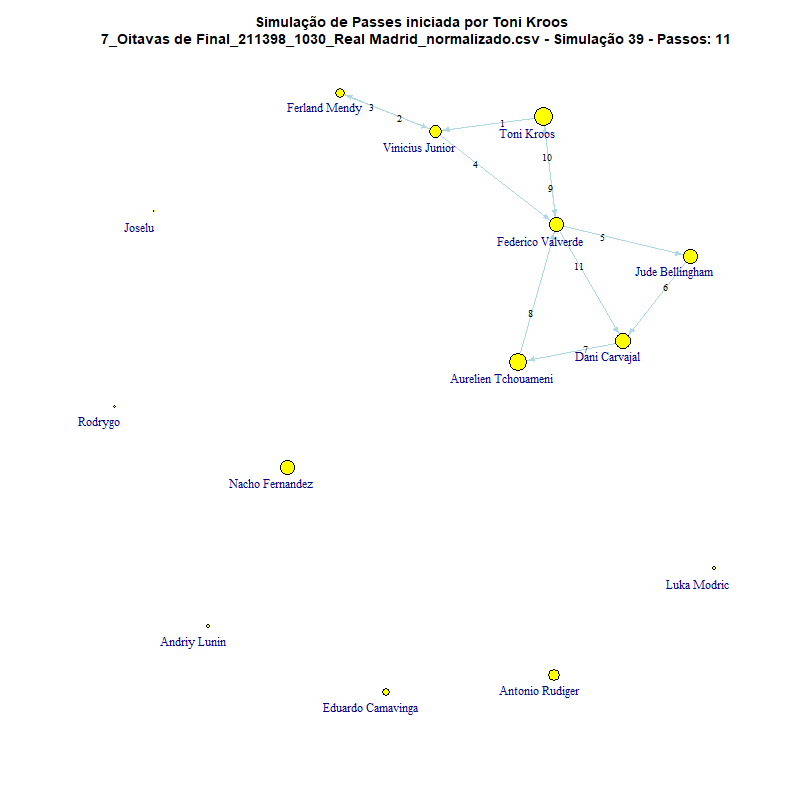 Simulação de Passes iniciada por Toni Kroos
7_Oitavas de Final_211398_1030_Real Madrid_normalizado.csv - Simulação 39 - Passos: 11
Ferland Mendy
3
2
1
Toni Kroos
Vinicius Junior
4
10
9
Joselu
Federico Valverde
5
11
Jude Bellingham
6
8
7
Dani Carvajal
Aurelien Tchouameni
Rodrygo
Nacho Fernandez
Luka Modric
Andriy Lunin
Antonio Rudiger
Eduardo Camavinga